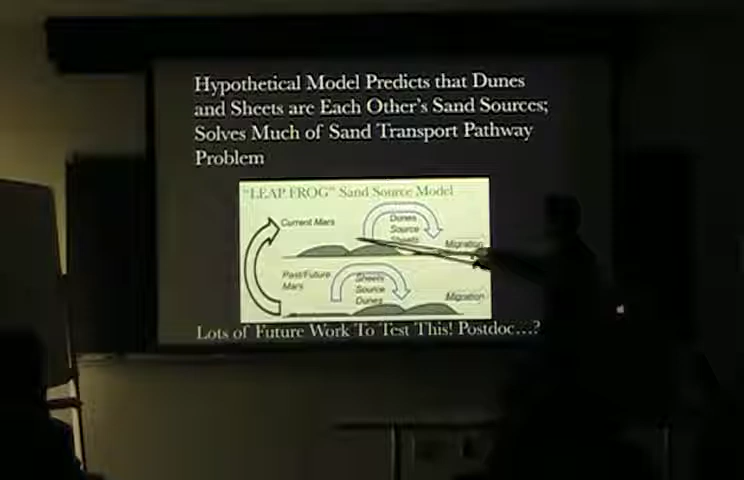 Hypothetical Model Predicts that Dunes
and Sheets are Each Other's Sand Sources;
Solves Much of Sand Transport Pathway
Problem
"LEAP FROG" Sand Source Model
Current Mars
Dunes
Source
Sheets
Migration
Past/Future
Mars
Sheets
Source
Dunes
Migration
Lots of Future Work To Test This! Postdoc...?